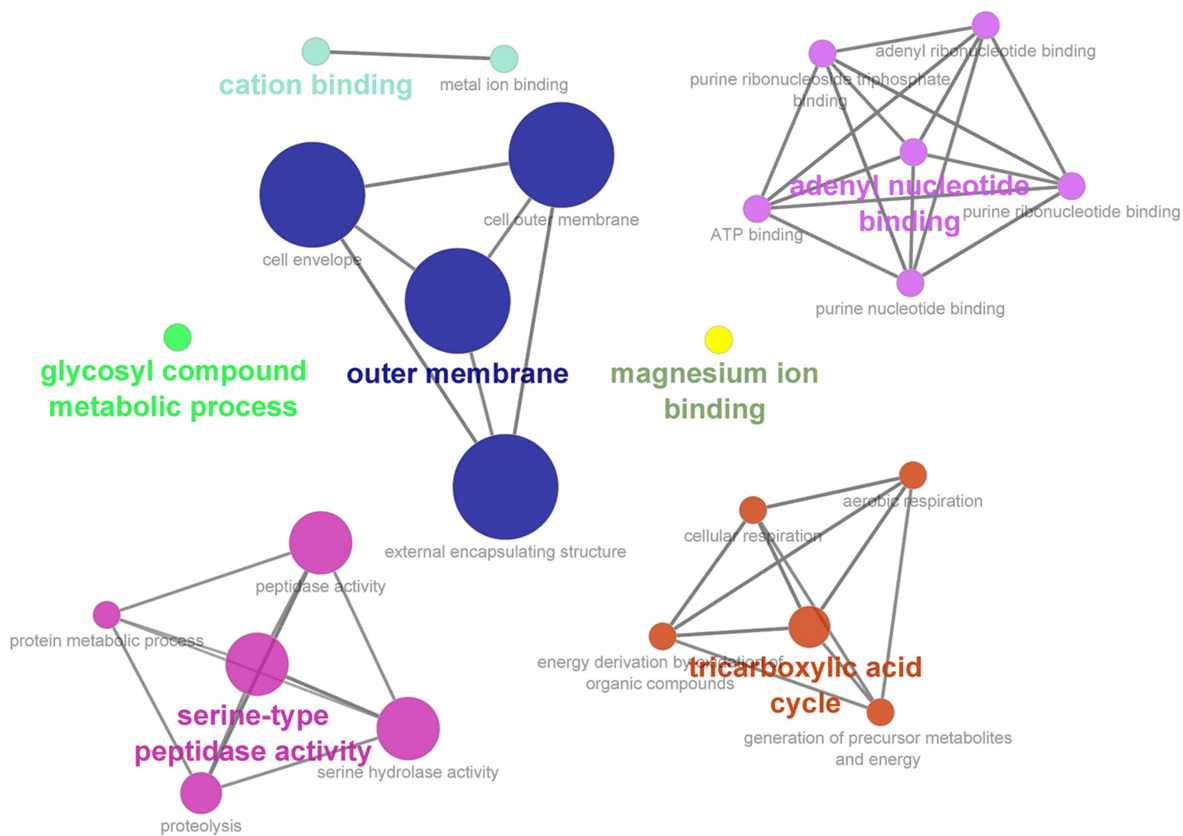 cation binding
metal ion binding
adenyl ribonucleotide binding
purine ribonucleoside triphosphate
binding
adenyl nucleotide
binding
purine ribonucleotide binding
ATP binding
purine nucleotide binding
cell outer membrane
cell envelope
glycosyl compound
metabolic process
outer membrane
magnesium ion
binding
external encapsulating structure
peptidase activity
protein metabolic process
serine-type
peptidase activity
serine hydrolase activity
proteolysis
aerobic respiration
cellular respiration
energy derivation by oxidation of
organic compounds
tricarboxylic acid
cycle
generation of precursor metabolites
and energy